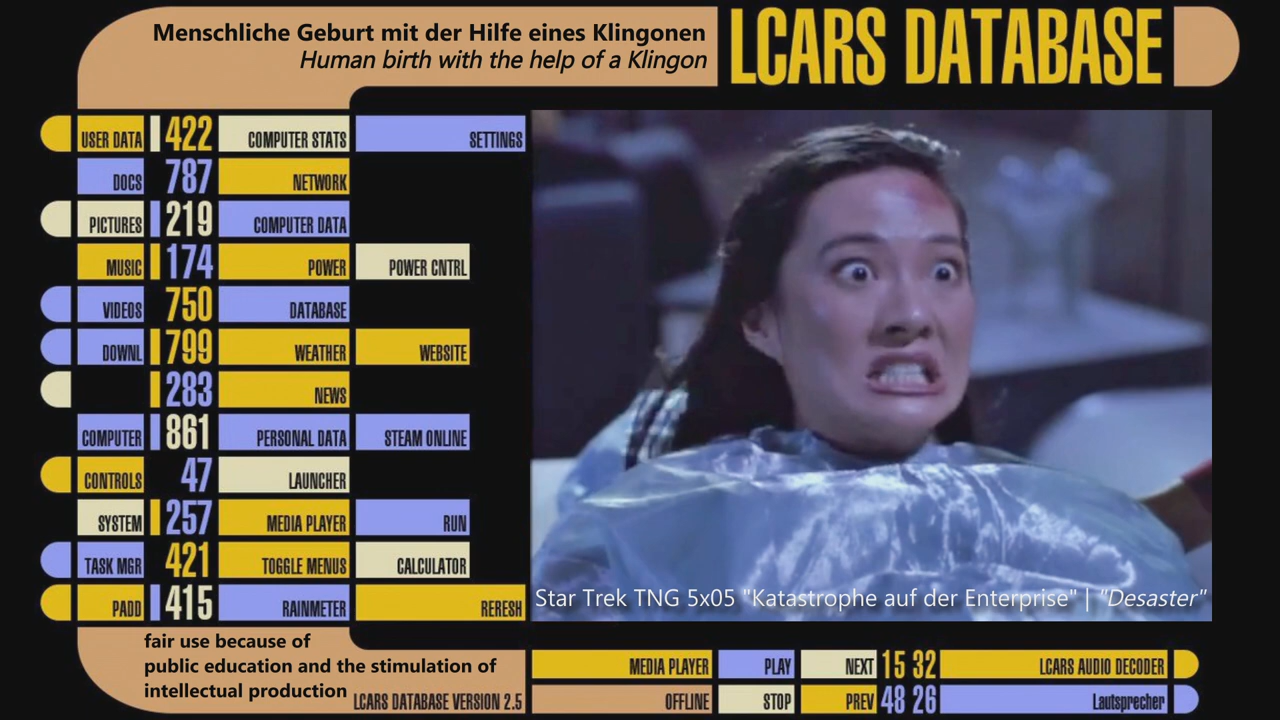 Menschliche Geburt mit der Hilfe eines Klingonen
Human birth with the help of a Klingon
LCARS DATABASE
USER DATA 422 COMPUTER STATS SETTINGS
DOCS 787 NETWORK
PICTURES 219 COMPUTER DATA
MUSIC 174 POWER POWER CNTRL
VIDEOS 750 DATABASE
DOWNL 799 WEATHER WEBSITE
283 NEWS
COMPUTER 861 PERSONAL DATA STEAM ONLINE
CONTROLS 47 LAUNCHER
SYSTEM 257 MEDIA PLAYER RUN
TASK MGR 421 TOGGLE MENUS CALCULATOR
PADD 415 RAINMETER RERESH
Star Trek TNG 5x05 "Katastrophe auf der Enterprise" | "Desaster"
fair use because of
public education and the stimulation of
intellectual production
LCARS DATABASE VERSION 2.5
MEDIA PLAYER PLAY NEXT 15 32 LCARS AUDIO DECODER
OFFLINE STOP PREV 48 26 Lautsprecher